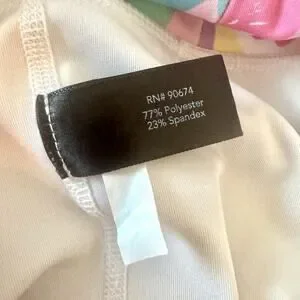 RN# 90674
77% Polyester
23% Spandex